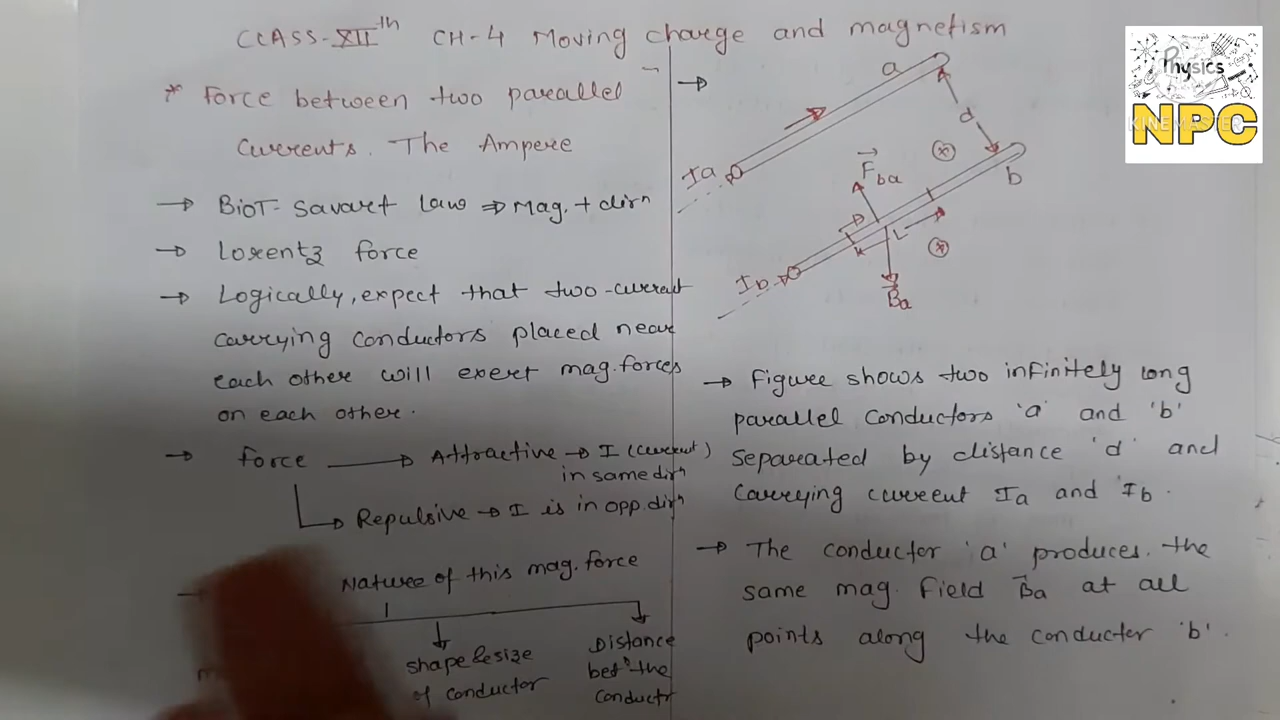 CLASS-XIIth CH-4 Moving charge and magnetism
* Force between two parallel
currents. The Ampere
→ BioT-Savart Law ⇒ Mag. + dirn
→ Lorentz force
→ Logically, expect that two-current
carrying conductors placed near
each other will exert mag. forces
on each other.
→ force → Attractive → I (current)
in same dirn
→ Repulsive → I is in opp. dirn
→ Nature of this mag. force
shape & size
of conductor
Distance
betn the
conductr
→
a
d
Ia
Fba
b
L
Ib
Ba
→ Figure shows two infinitely long
parallel conductors 'a' and 'b'
separated by distance 'd' and
carrying current Ia and Ib.
→ The conductor 'a' produces the
same mag. field Ba at all
points along the conducter 'b'.
Physics
NPC
KINEMASTER